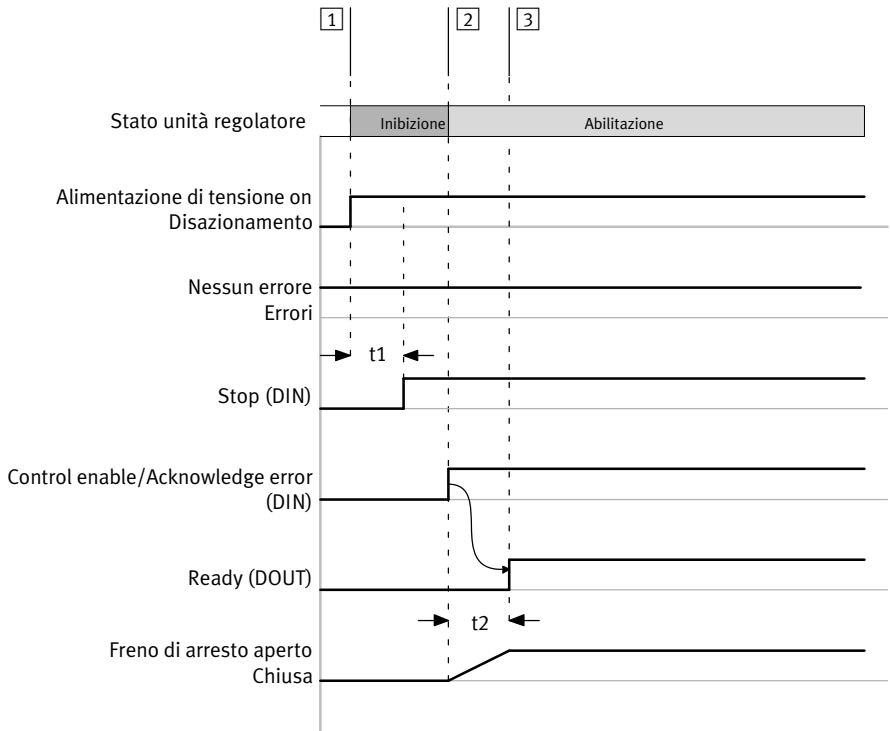 1 2 3
Stato unità regolatore
Inibizione
Abilitazione
Alimentazione di tensione on
Disazionamento
Nessun errore
Errori
t1
Stop (DIN)
Control enable/Acknowledge error
(DIN)
Ready (DOUT)
t2
Freno di arresto aperto
Chiusa